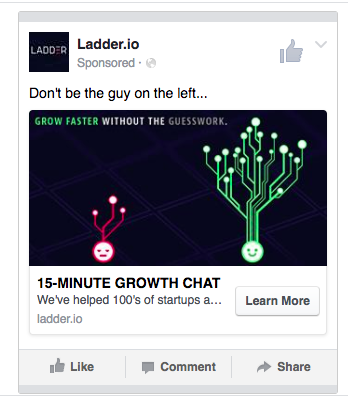 LADDER
Ladder.io
Sponsored ·
Don't be the guy on the left...
GROW FASTER WITHOUT THE GUESSWORK.
15-MINUTE GROWTH CHAT
We've helped 100's of startups a...
Learn More
ladder.io
Like
Comment
Share